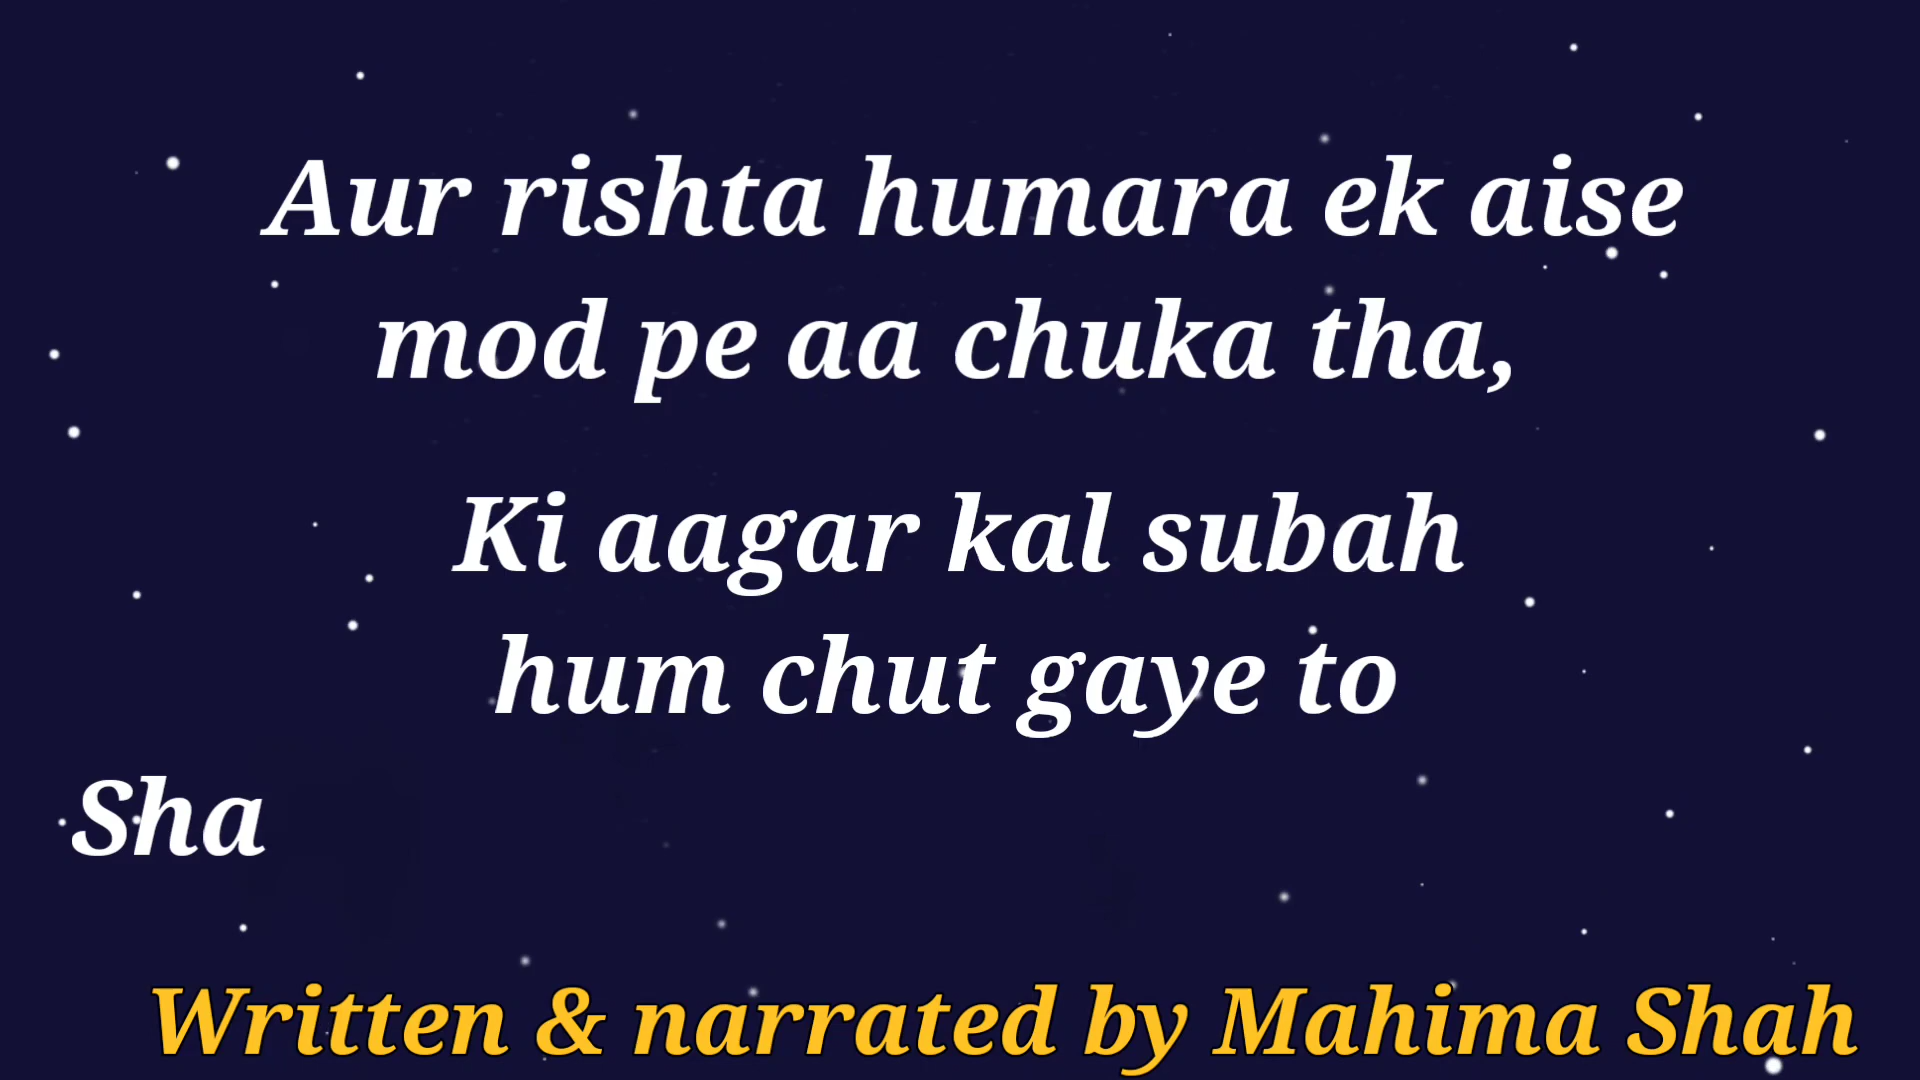 Aur rishta humara ek aise
mod pe aa chuka tha,
Ki aagar kal subah
hum chut gaye to
Sha
Written & narrated by Mahima Shah